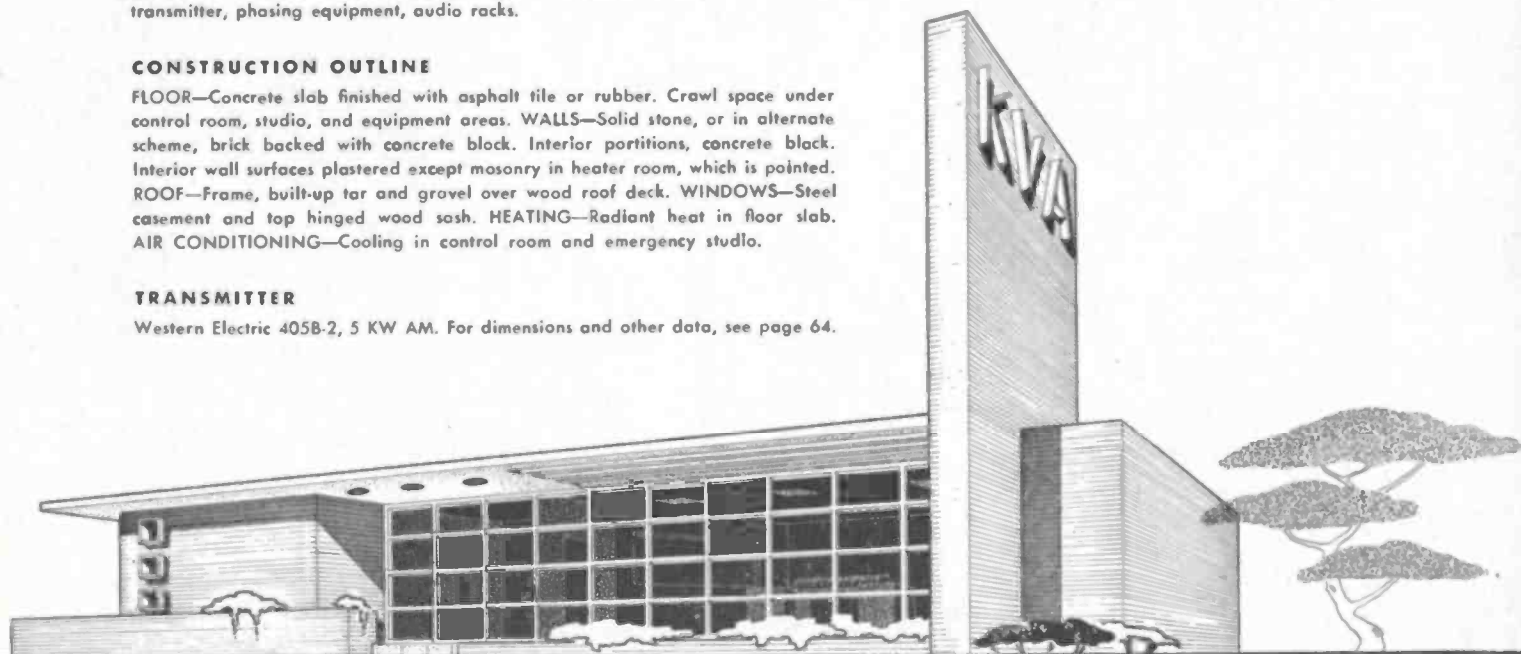 transmitter, phasing equipment, audio racks.
CONSTRUCTION OUTLINE
FLOOR—Concrete slab finished with asphalt tile or rubber. Crawl space under
control room, studio, and equipment areas. WALLS—Solid stone, or in alternate
scheme, brick backed with concrete block. Interior partitions, concrete block.
Interior wall surfaces plastered except masonry in heater room, which is painted.
ROOF—Frame, built-up tar and gravel over wood roof deck. WINDOWS—Steel
casement and top hinged wood sash. HEATING—Radiant heat in floor slab.
AIR CONDITIONING—Cooling in control room and emergency studio.
TRANSMITTER
Western Electric 405B-2, 5 KW AM. For dimensions and other data, see page 64.
KVA